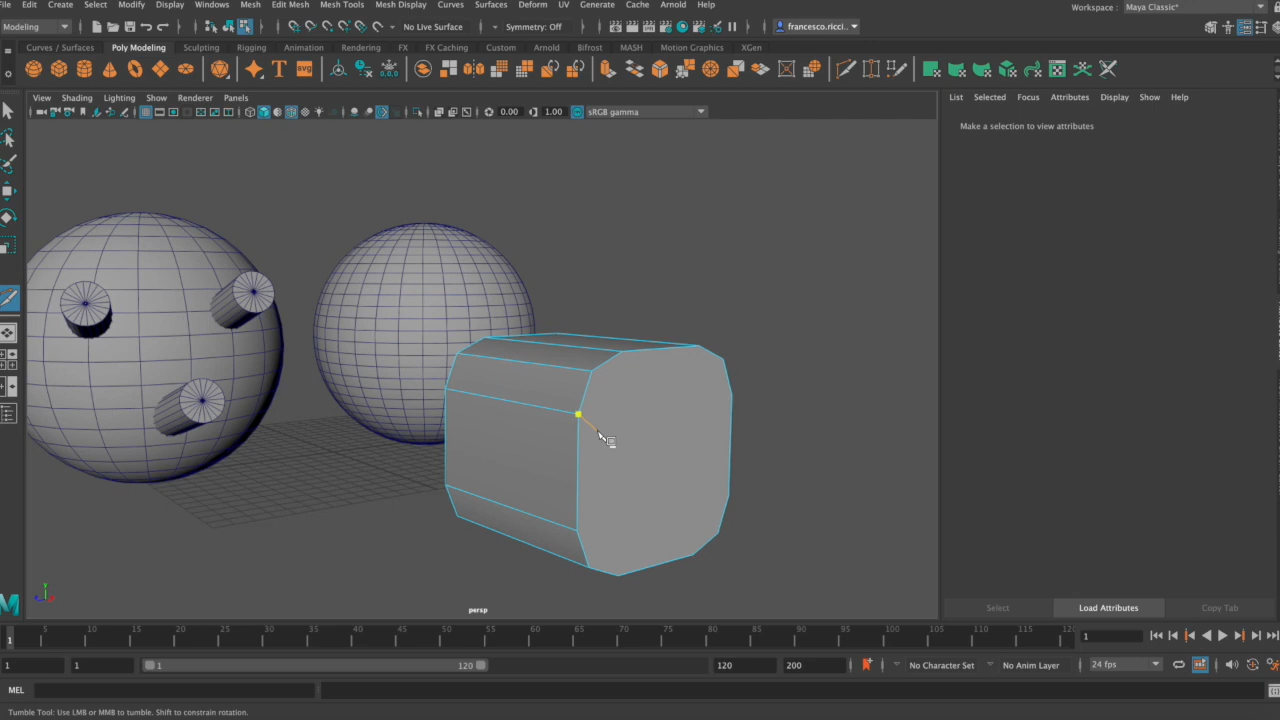 File Edit Create Select Modify Display Windows Mesh Edit Mesh Mesh Tools Mesh Display Curves Surfaces Deform UV Generate Cache Arnold Help Workspace : Maya Classic*
Modeling No Live Surface Symmetry: Off francesco.ricci..
Curves / Surfaces Poly Modeling Sculpting Rigging Animation Rendering FX FX Caching Custom Arnold Bifrost MASH Motion Graphics XGen
SVG
0,0,0
View Shading Lighting Show Renderer Panels List Selected Focus Attributes Display Show Help
0.00 1.00 sRGB gamma
Make a selection to view attributes
y
persp
Select Load Attributes Copy Tab
5 10 15 20 25 30 35 40 45 50 55 60 65 70 75 80 85 90 95 100 105 110 115 120
1 1
1 1 1 120 120 200 No Character Set No Anim Layer 24 fps
MEL
Tumble Tool: Use LMB or MMB to tumble. Shift to constrain rotation.